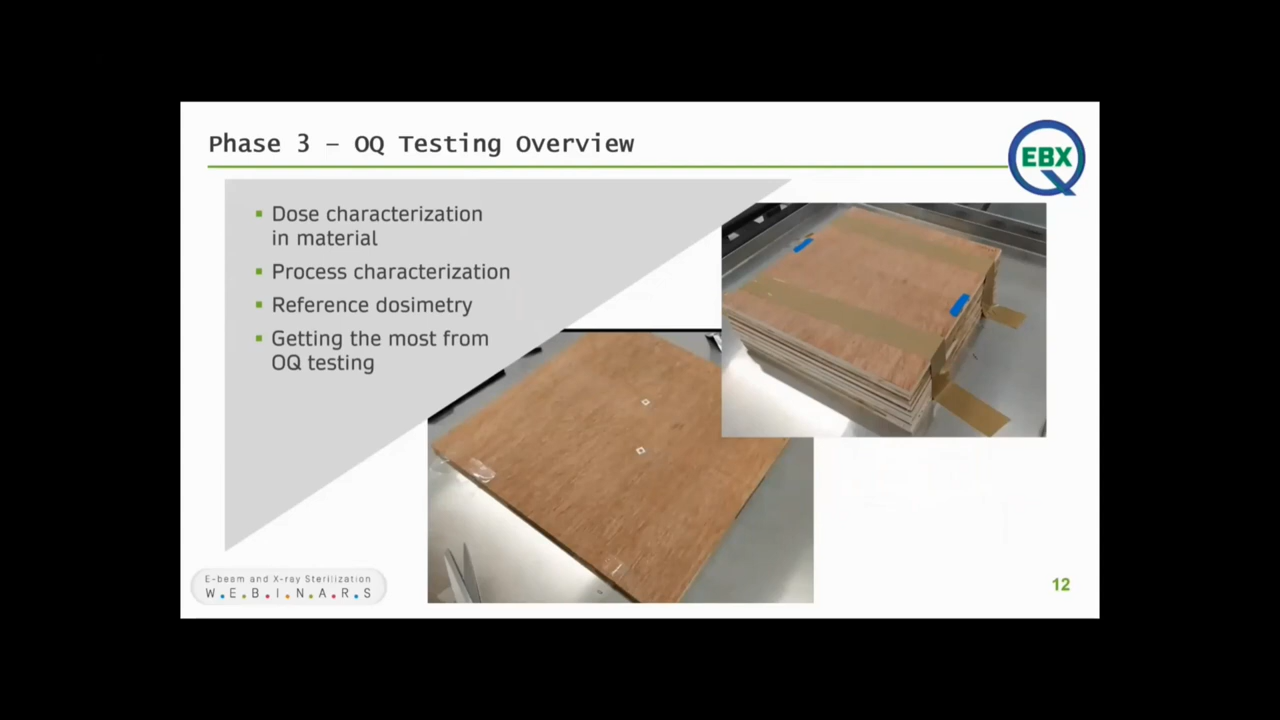 Phase 3 – OQ Testing Overview
EBX
Dose characterization
in material
Process characterization
Reference dosimetry
Getting the most from
OQ testing
E-beam and X-ray Sterilization
W.E.B.I.N.A.R.S
12